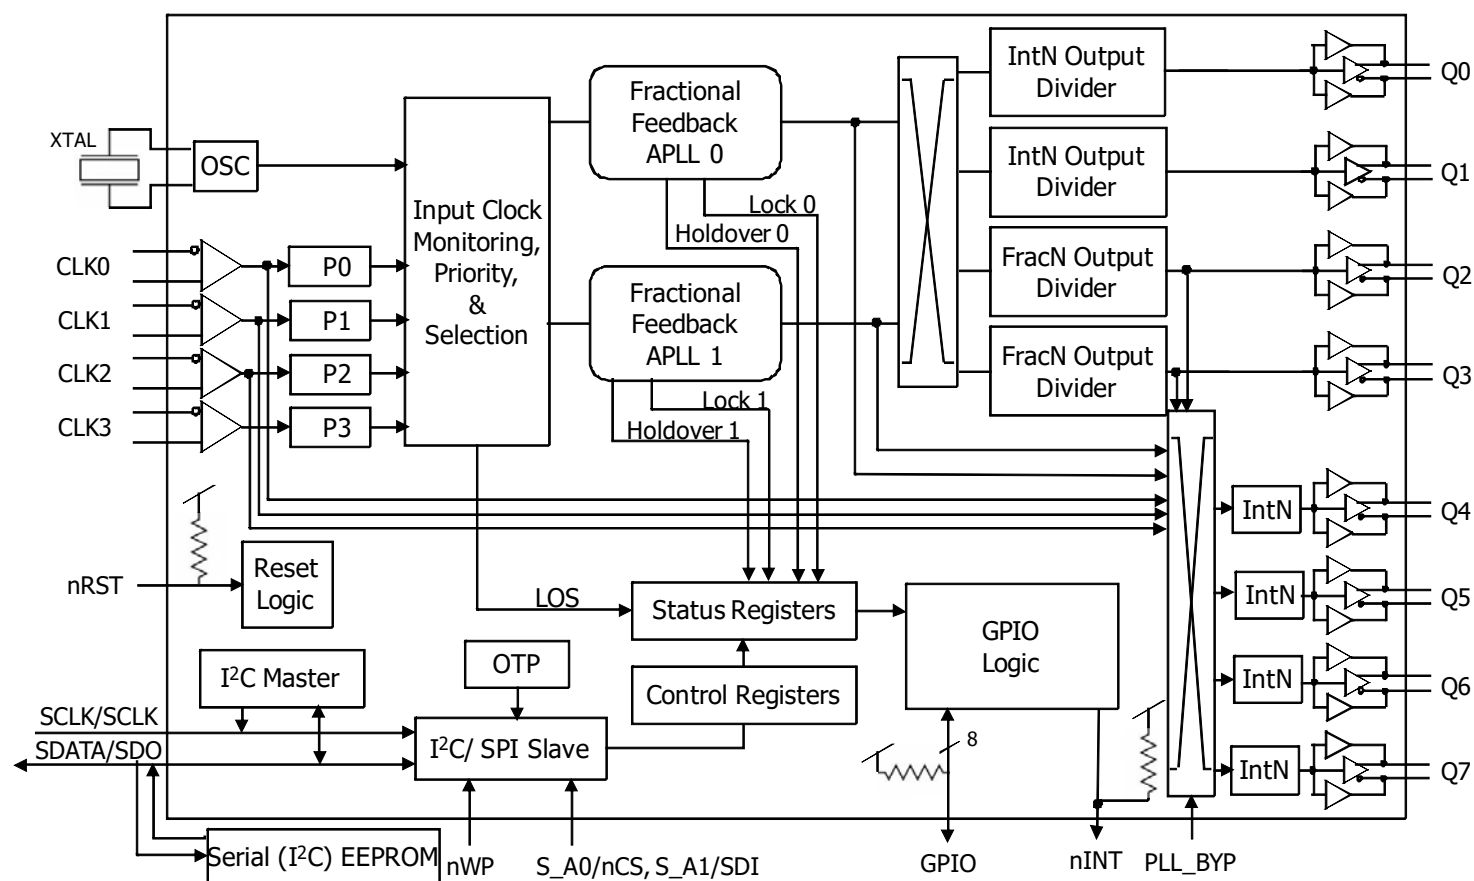 IntN Output
Divider
Q0
Fractional
Feedback
APLL 0
XTAL
OSC
IntN Output
Divider
Q1
Input Clock
Monitoring,
Priority,
&
Selection
Lock 0
Holdover 0
CLK0
P0
FracN Output
Divider
Q2
CLK1
P1
Fractional
Feedback
APLL 1
CLK2
P2
FracN Output
Divider
Q3
CLK3
P3
Lock 1
Holdover 1
IntN
Q4
nRST
Reset
Logic
LOS
Status Registers
GPIO
Logic
IntN
Q5
I²C Master
OTP
Control Registers
IntN
Q6
SCLK/SCLK
SDATA/SDO
I²C/ SPI Slave
8
IntN
Q7
Serial (I²C) EEPROM
nWP
S_A0/nCS, S_A1/SDI
GPIO
nINT
PLL_BYP